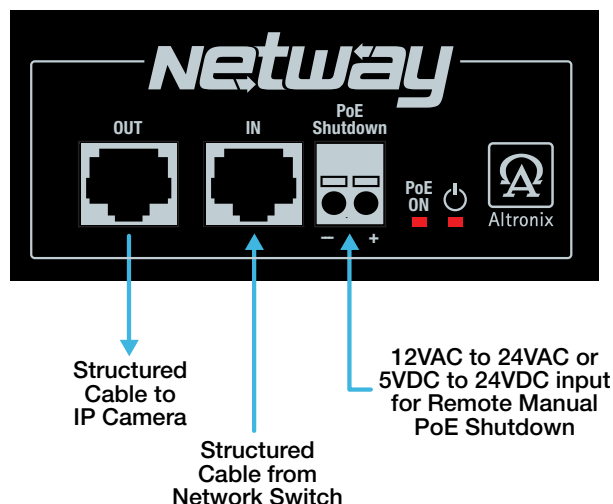 Netway
OUT
IN
PoE
Shutdown
PoE
ON
Altronix
— +
Structured
Cable to
IP Camera
Structured
Cable from
Network Switch
12VAC to 24VAC or
5VDC to 24VDC input
for Remote Manual
PoE Shutdown